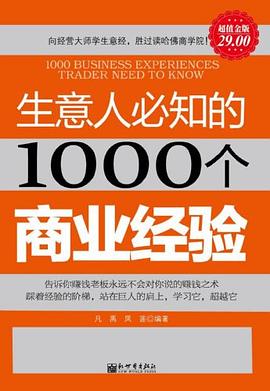 向经营大师学生意经，胜过读哈佛商学院！
超值金版
29.00
1000 BUSINESS EXPERIENCES
TRADER NEED TO KNOW
生意人必知的
1000个
商业经验
告诉你赚钱老板永远不会对你说的赚钱之术
踩着经验的阶梯，站在巨人的肩上，学习它，超越它
凡禹 凤莲◎编著
新世界出版社